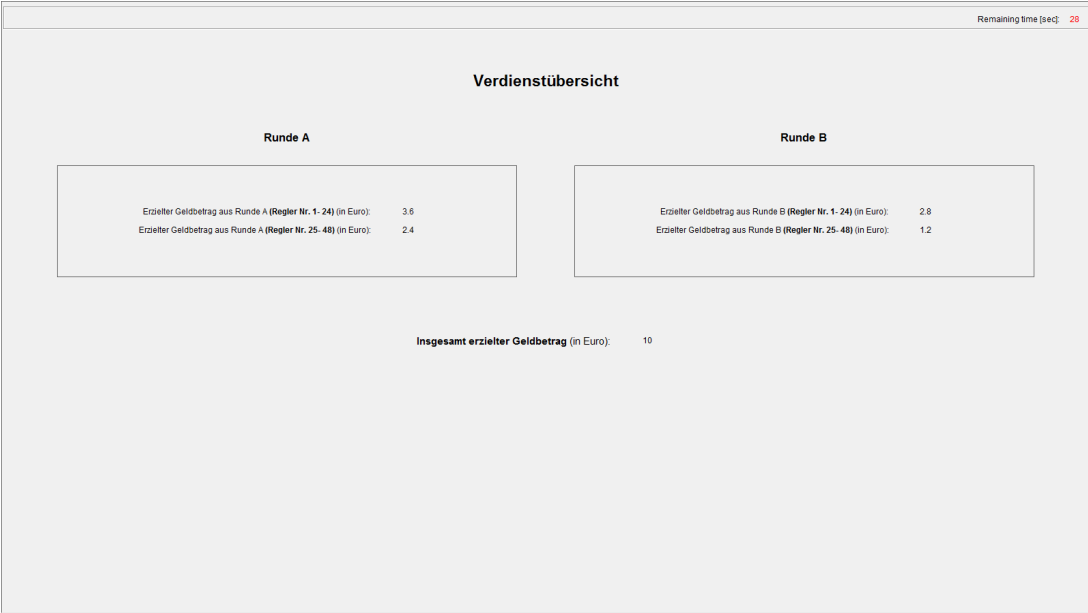 Remaining time [sec]: 28
Verdienstübersicht
Runde A
Erzielter Geldbetrag aus Runde A (Regler Nr. 1- 24) (in Euro): 3.6
Erzielter Geldbetrag aus Runde A (Regler Nr. 25- 48) (in Euro): 2.4
Runde B
Erzielter Geldbetrag aus Runde B (Regler Nr. 1- 24) (in Euro): 2.8
Erzielter Geldbetrag aus Runde B (Regler Nr. 25- 48) (in Euro): 1.2
Insgesamt erzielter Geldbetrag (in Euro): 10